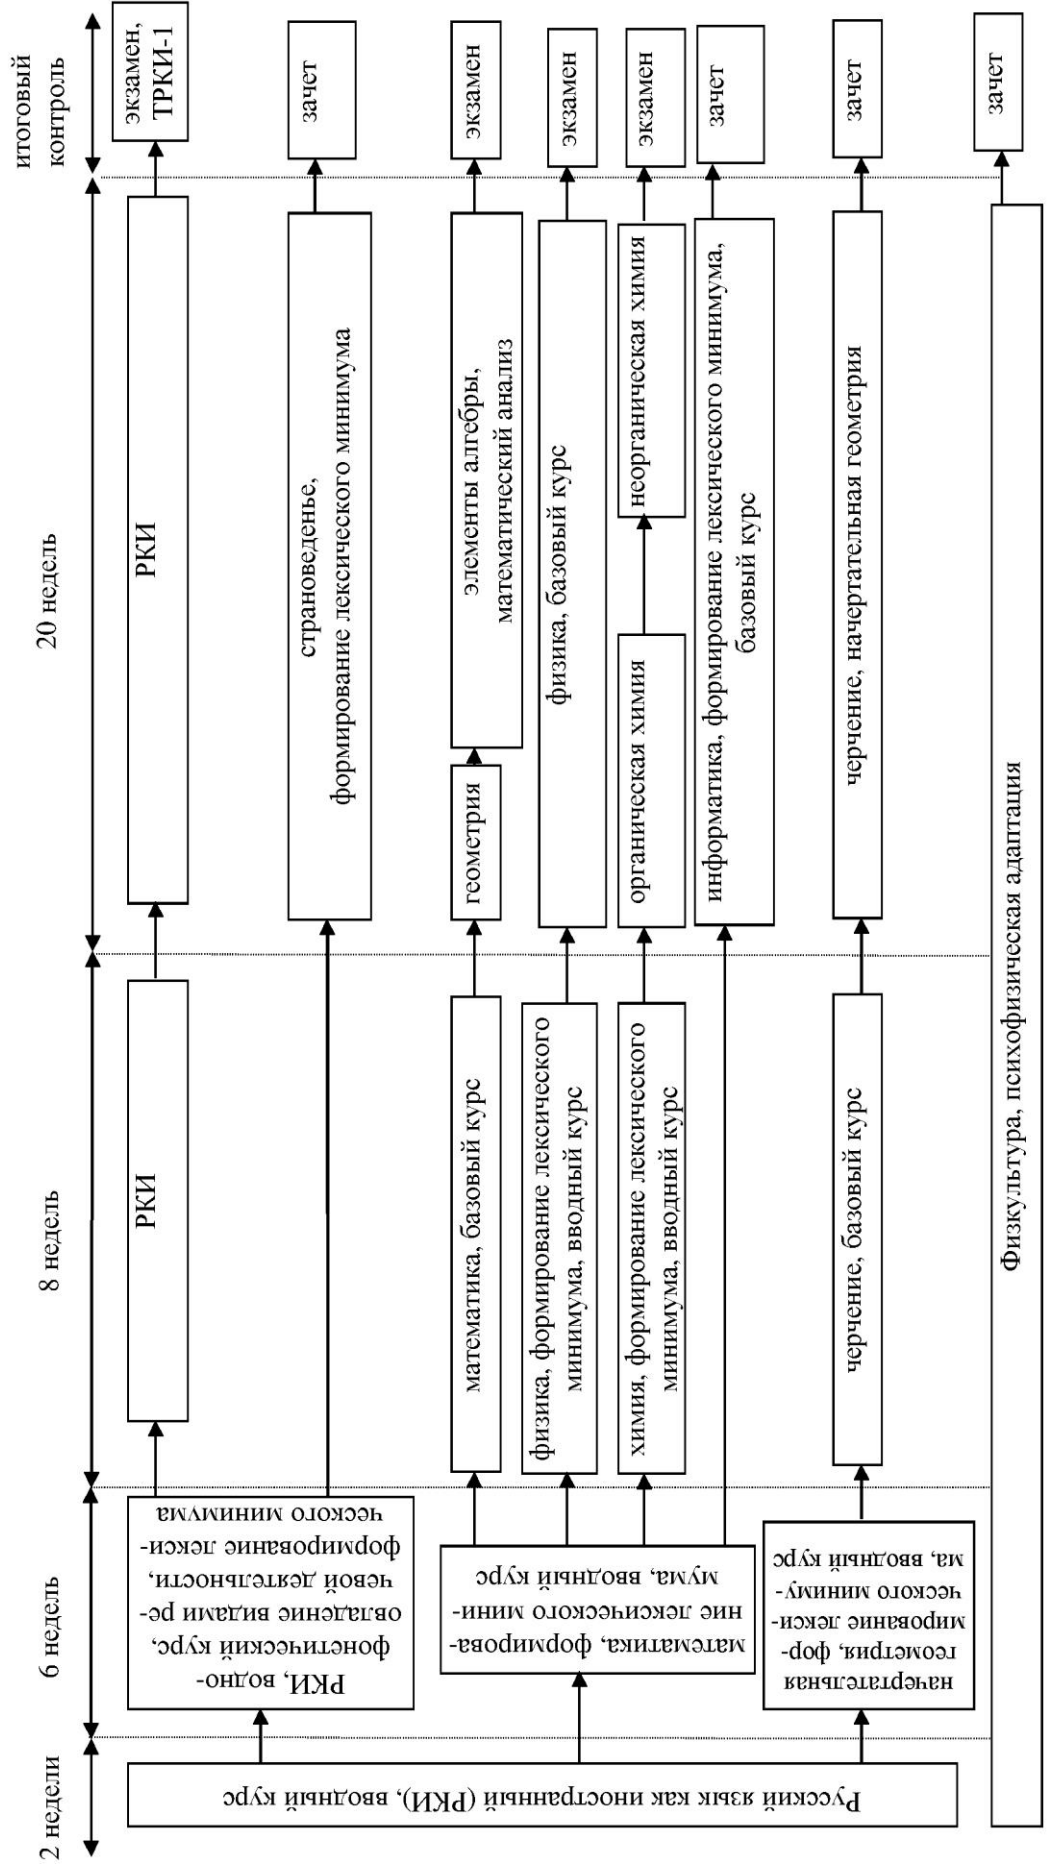 2 недели
6 недель
8 недель
20 недель
итоговый
контроль
Русский язык как иностранный (РКИ), вводный курс
РКИ, водно-
фонетический курс,
овладение видами ре-
чевой деятельности,
формирование лекси-
ческого минимума
РКИ
РКИ
экзамен,
ТРКИ-1
страноведенье,
формирование лексического минимума
зачет
математика, формирова-
ние лексического мини-
мума, вводный курс
математика, базовый курс
геометрия
элементы алгебры,
математический анализ
экзамен
физика, формирование лексического
минимума, вводный курс
физика, базовый курс
экзамен
химия, формирование лексического
минимума, вводный курс
органическая химия
неорганическая химия
экзамен
информатика, формирование лексического минимума,
базовый курс
зачет
начертательная
геометрия, фор-
мирование лекси-
ческого миниму-
ма, вводный курс
черчение, базовый курс
черчение, начертательная геометрия
зачет
Физкультура, психофизическая адаптация
зачет